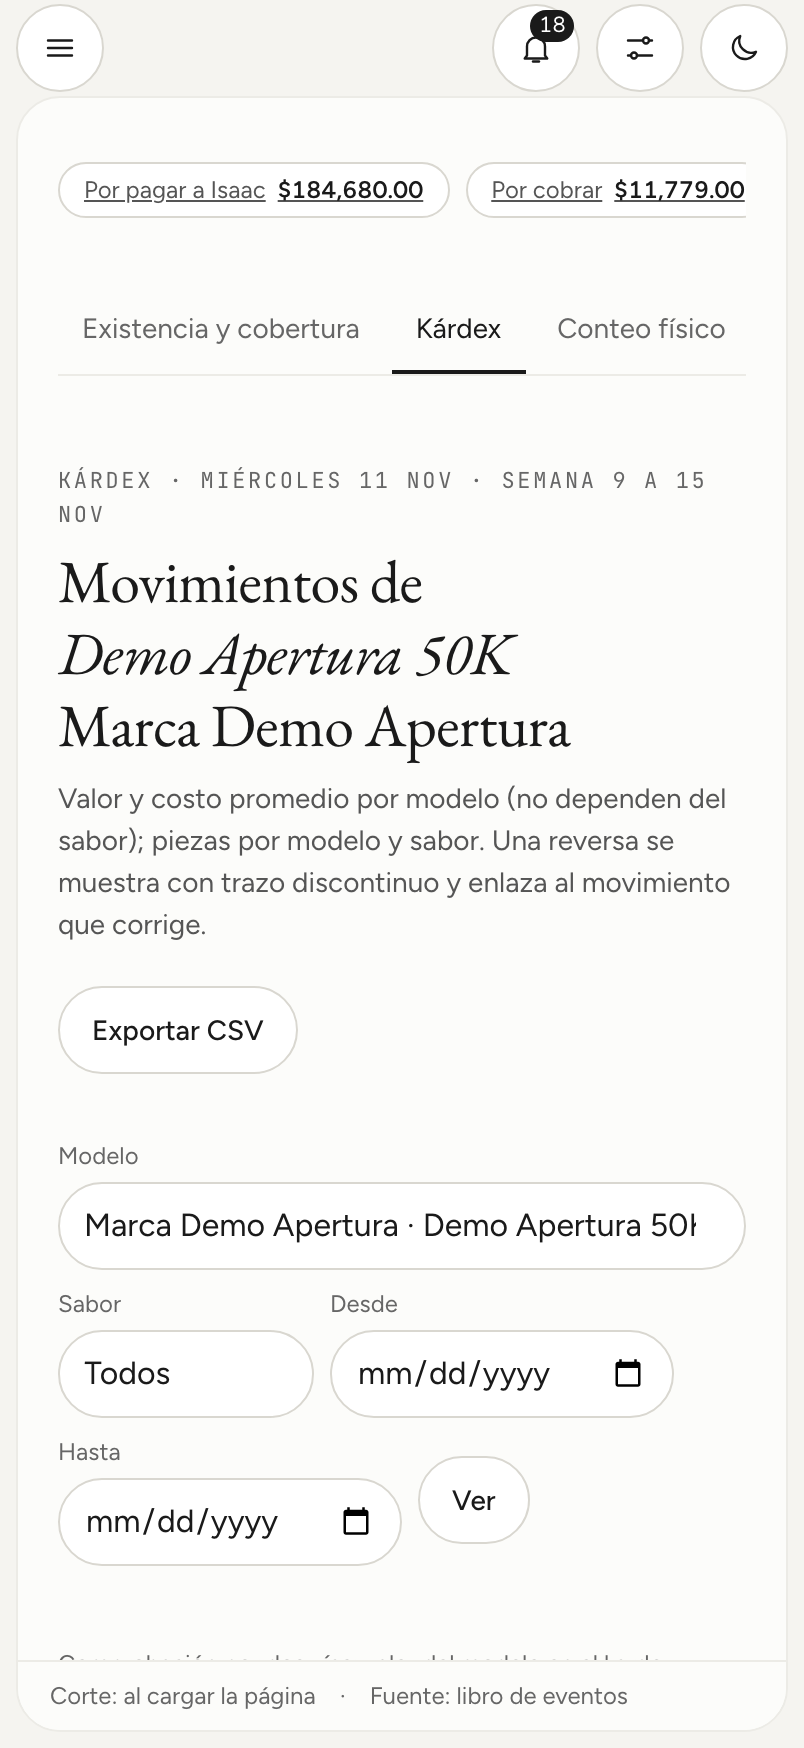 18
Por pagar a Isaac $184,680.00
Por cobrar $11,779.00
Existencia y cobertura
Kárdex
Conteo físico
KÁRDEX · MIÉRCOLES 11 NOV · SEMANA 9 A 15
NOV
Movimientos de
Demo Apertura 50K
Marca Demo Apertura
Valor y costo promedio por modelo (no dependen del
sabor); piezas por modelo y sabor. Una reversa se
muestra con trazo discontinuo y enlaza al movimiento
que corrige.
Exportar CSV
Modelo
Marca Demo Apertura · Demo Apertura 50K
Sabor
Desde
Todos
mm/dd/yyyy
Hasta
mm/dd/yyyy
Ver
Corte: al cargar la página · Fuente: libro de eventos